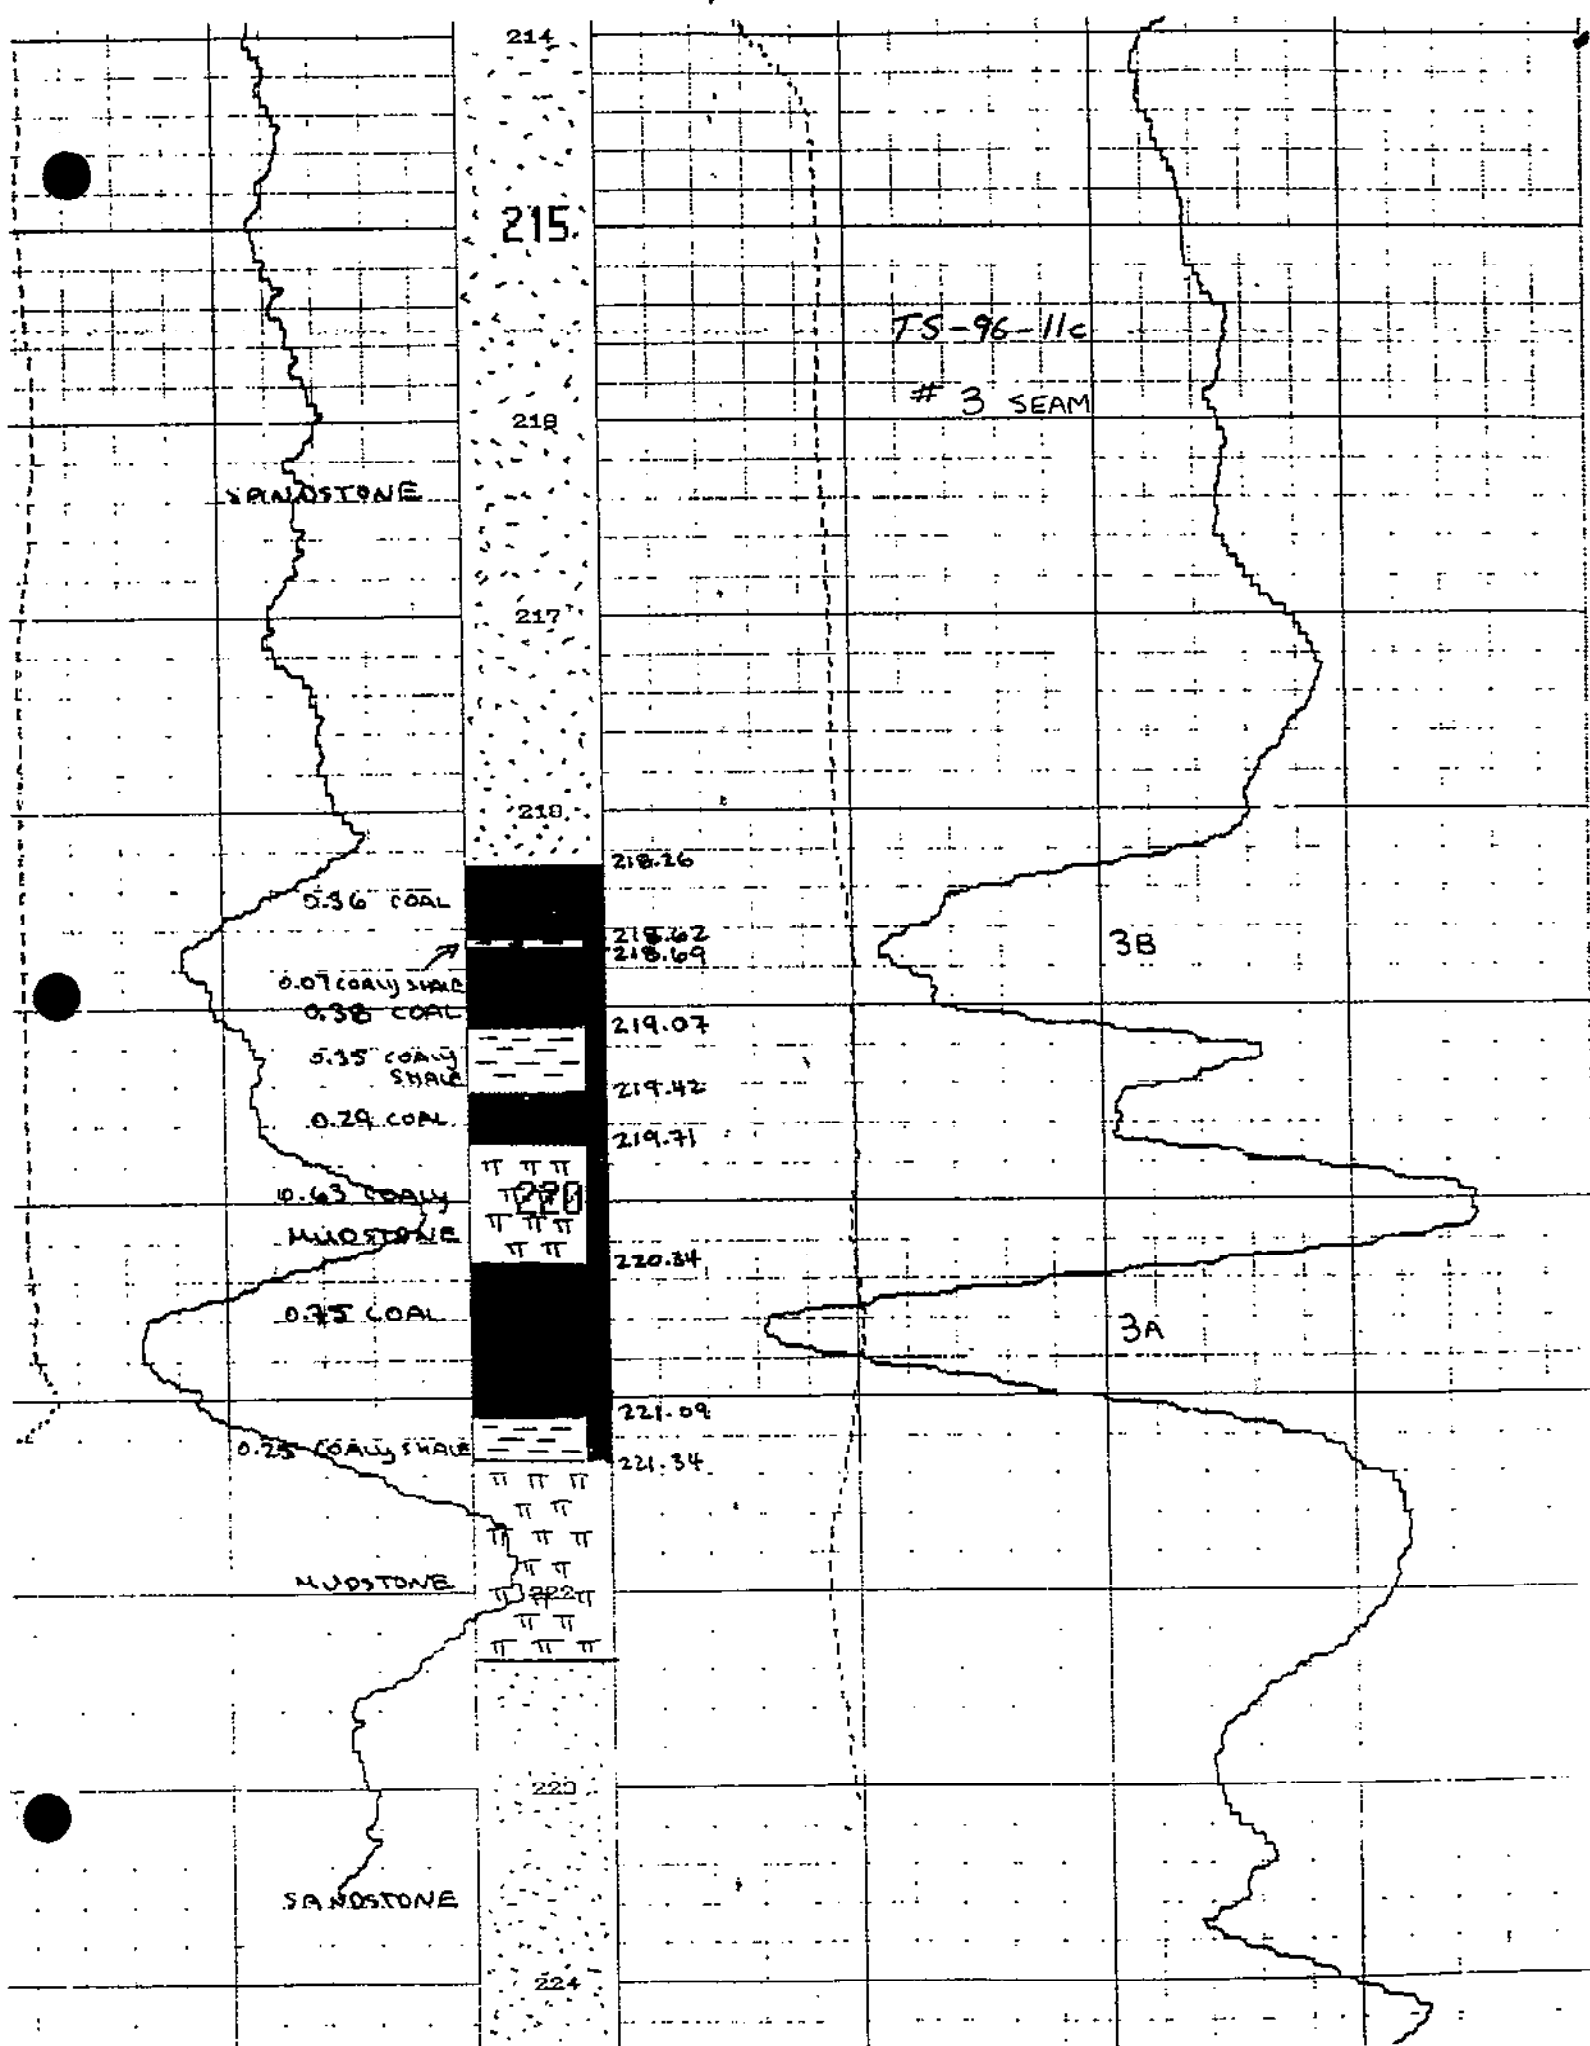 214
215
TS-96-11c
# 3 SEAM
216
SANDSTONE
217
218
218.26
0.36 COAL
218.62
218.69
3B
0.07 COALY SHALE
0.38 COAL
219.07
0.35 COALY
SHALE
219.42
0.29 COAL
219.71
0.63 COALY
220
MUDSTONE
220.34
0.75 COAL
3A
221.09
0.25 COALY SHALE
221.34
MUDSTONE
222
223
SANDSTONE
224